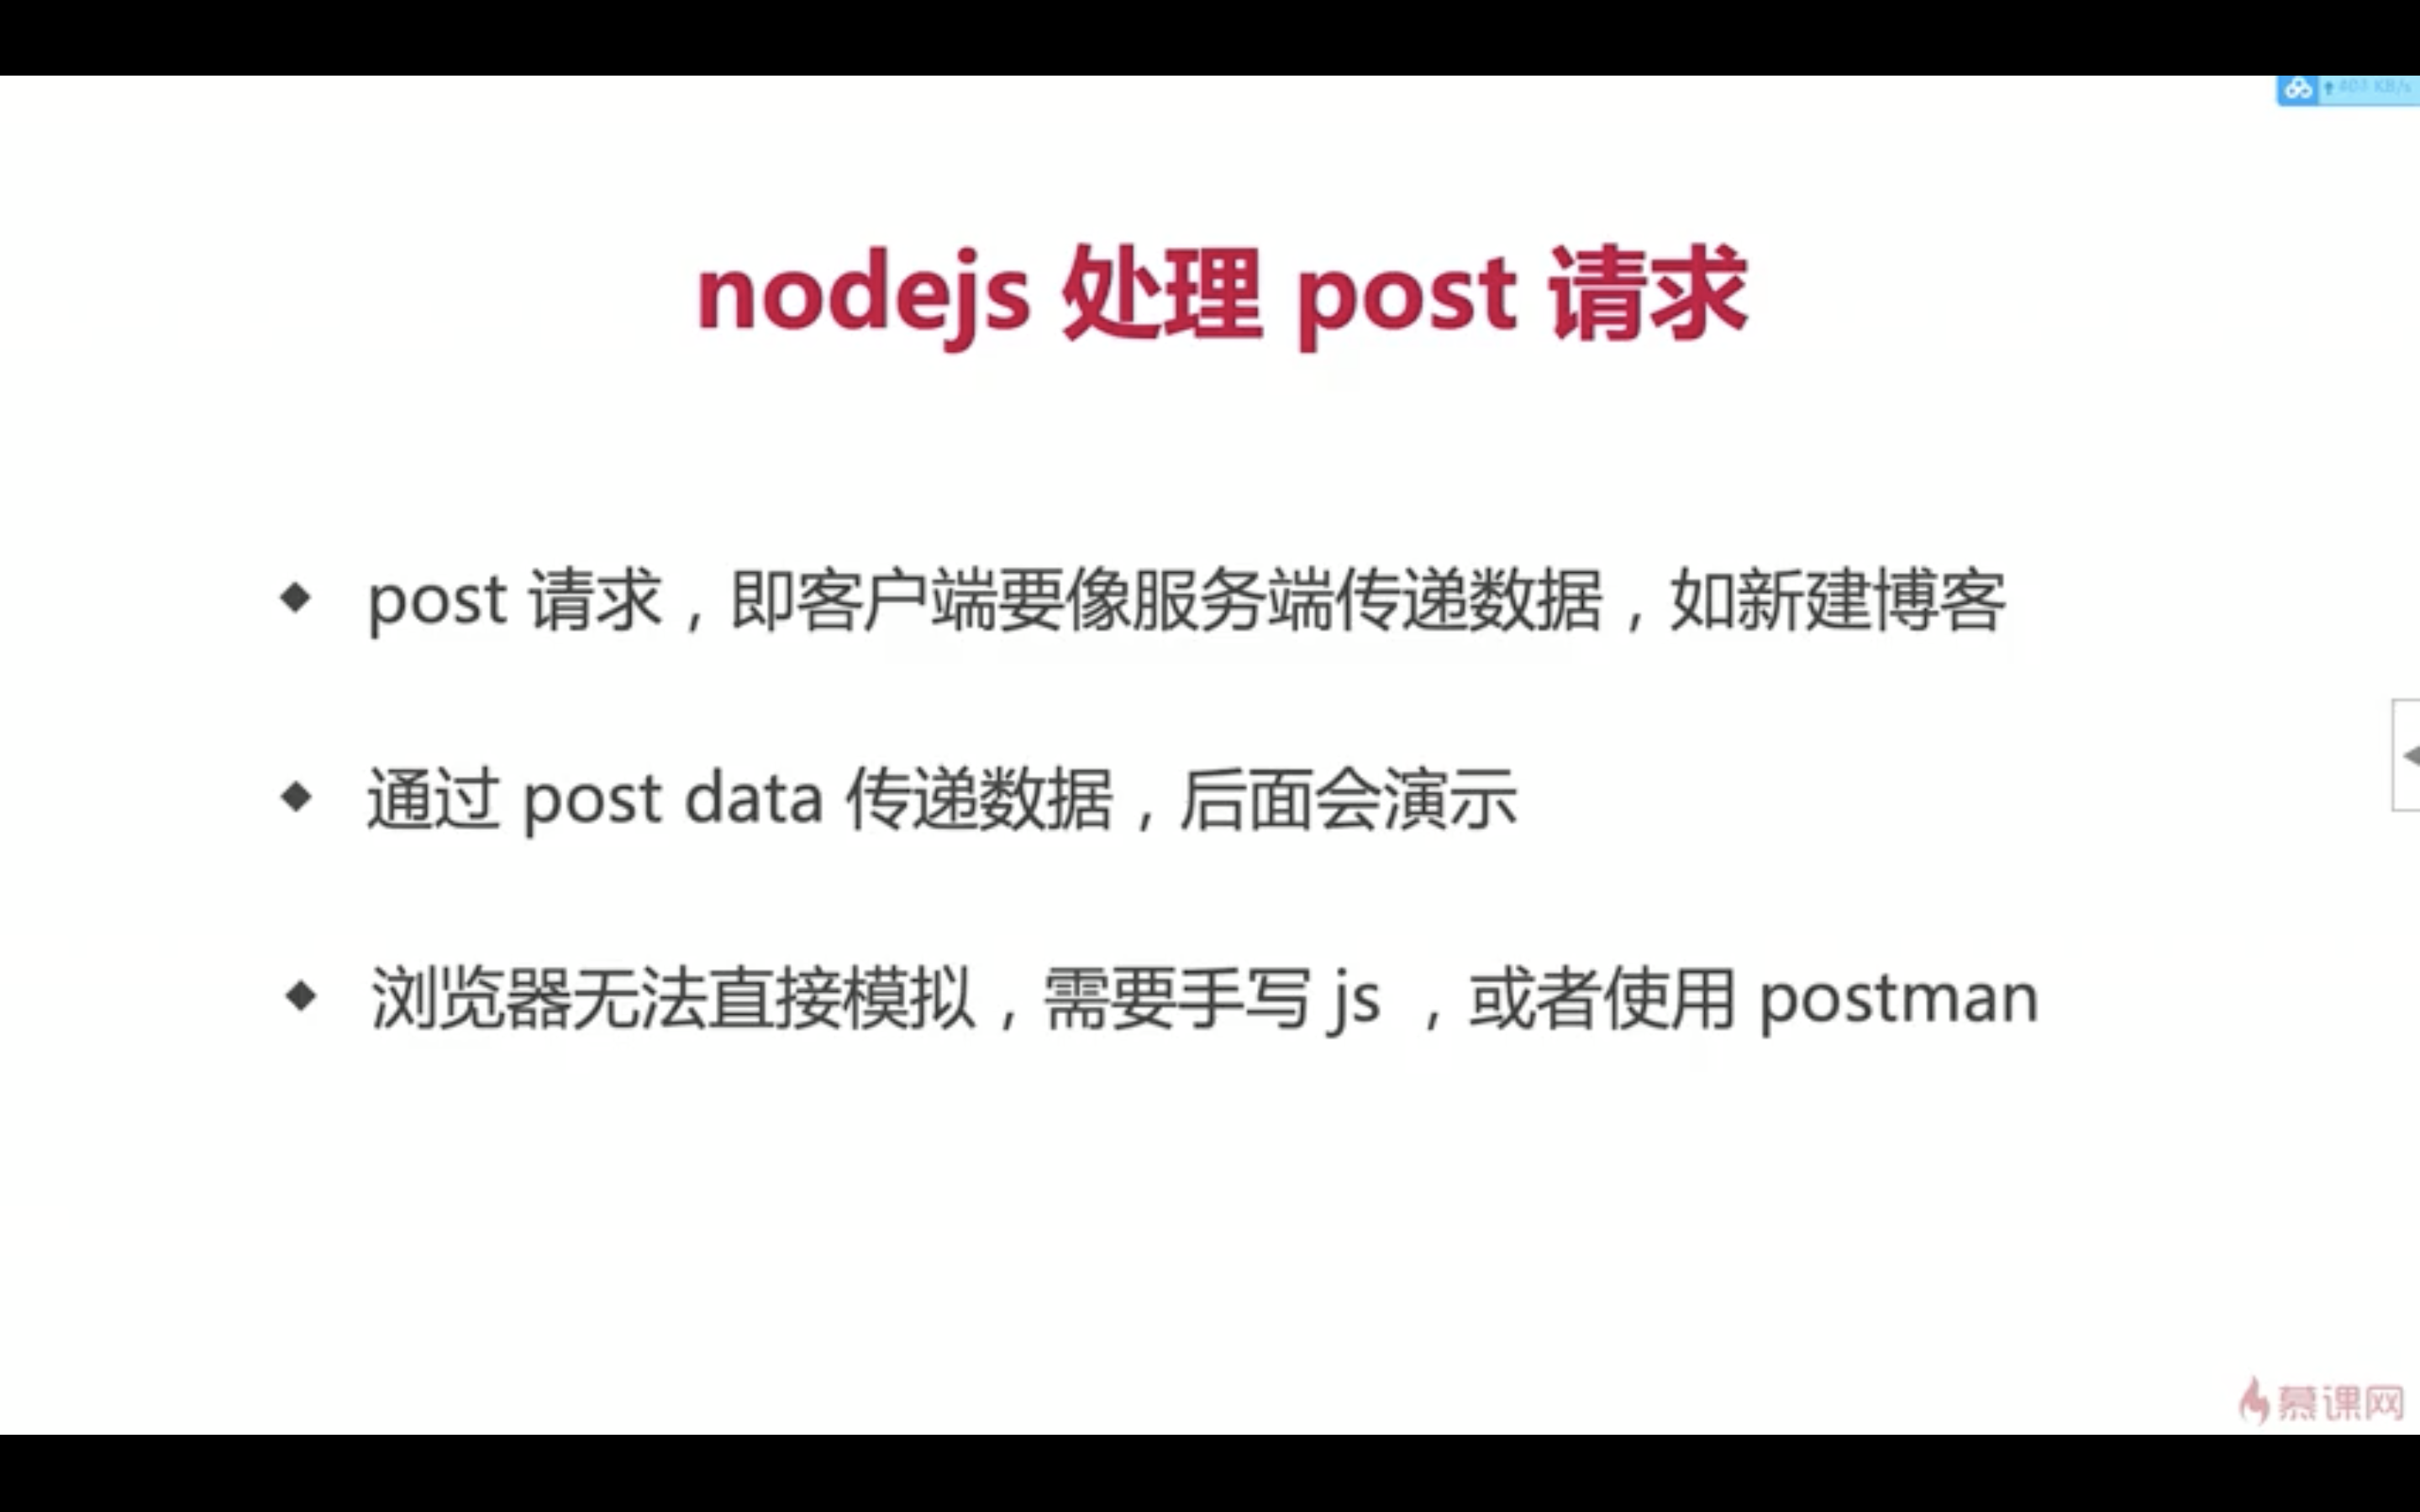 nodejs 处理 post 请求
◆ post 请求，即客户端要像服务端传递数据，如新建博客
◆ 通过 post data 传递数据，后面会演示
◆ 浏览器无法直接模拟，需要手写 js ，或者使用 postman
慕课网